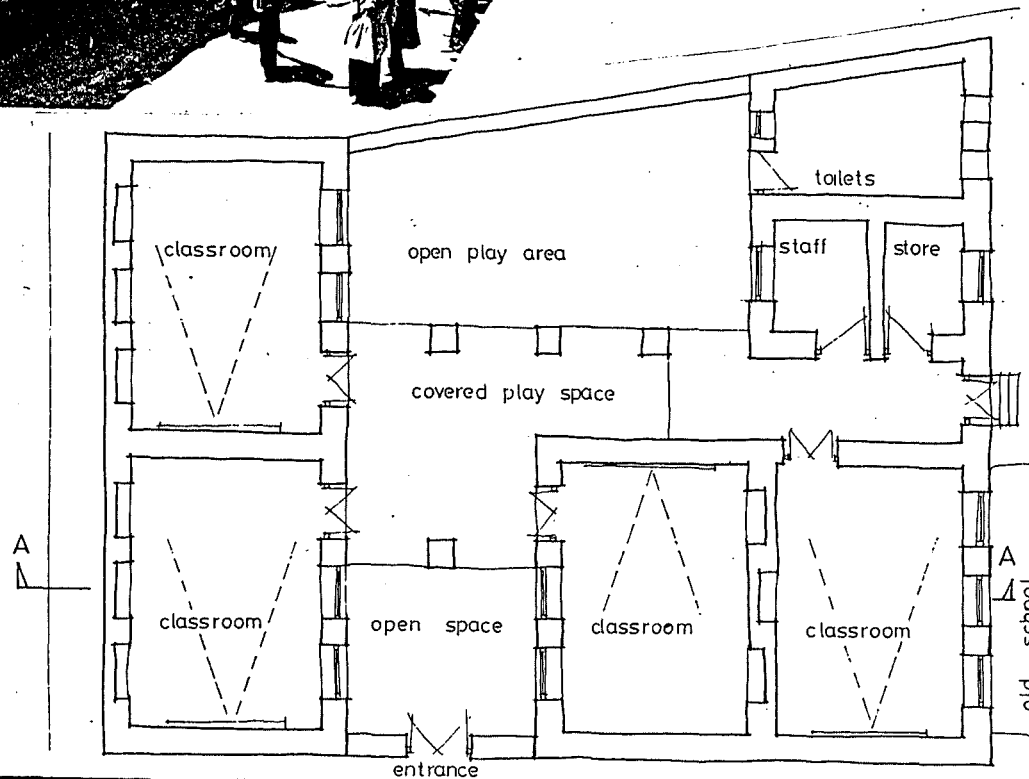 toilets
classroom
open play area
staff
store
covered play space
A
A
classroom
open space
classroom
classroom
old school
entrance